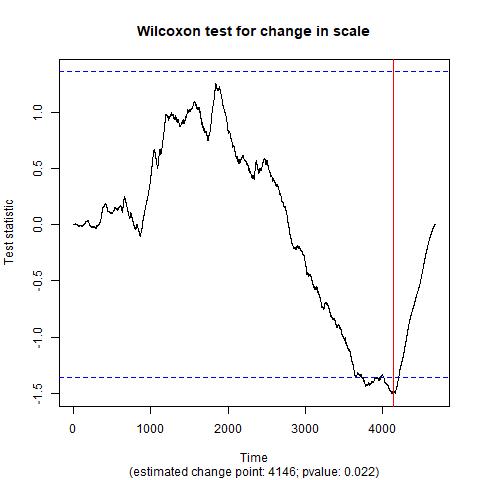 Wilcoxon test for change in scale
Test statistic
1.0
0.5
0.0
-0.5
-1.0
-1.5
0 1000 2000 3000 4000
Time
(estimated change point: 4146; pvalue: 0.022)